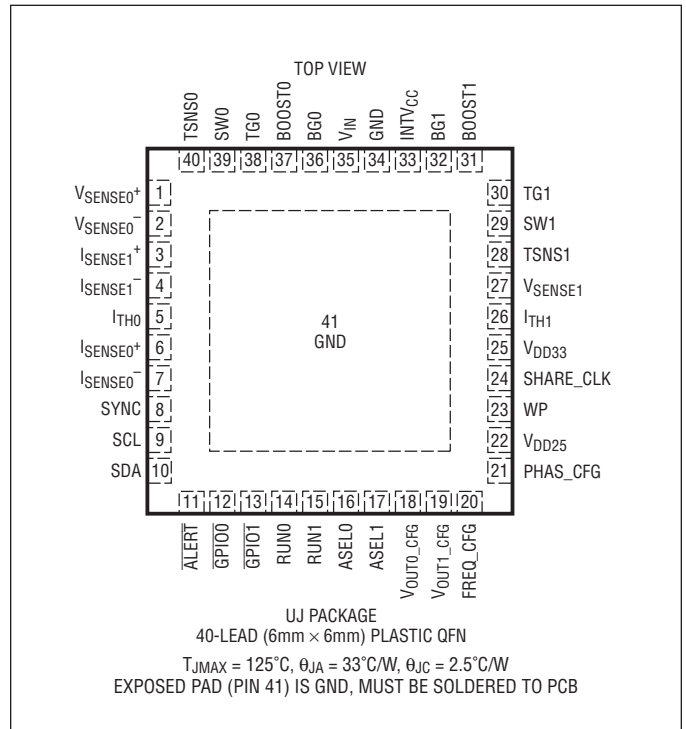 TOP VIEW
TSNS0
SW0
TG0
BOOST0
BG0
VIN
GND
INTVCC
BG1
BOOST1
40 39 38 37 36 35 34 33 32 31
VSENSE0+ 1
VSENSE0– 2
ISENSE1+ 3
ISENSE1– 4
ITH0 5
ISENSE0+ 6
ISENSE0– 7
SYNC 8
SCL 9
SDA 10
41
GND
30 TG1
29 SW1
28 TSNS1
27 VSENSE1
26 ITH1
25 VDD33
24 SHARE_CLK
23 WP
22 VDD25
21 PHAS_CFG
11 12 13 14 15 16 17 18 19 20
ALERT
GPIO0
GPIO1
RUN0
RUN1
ASEL0
ASEL1
VOUT0_CFG
VOUT1_CFG
FREQ_CFG
UJ PACKAGE
40-LEAD (6mm × 6mm) PLASTIC QFN
TJMAX = 125°C, θJA = 33°C/W, θJC = 2.5°C/W
EXPOSED PAD (PIN 41) IS GND, MUST BE SOLDERED TO PCB